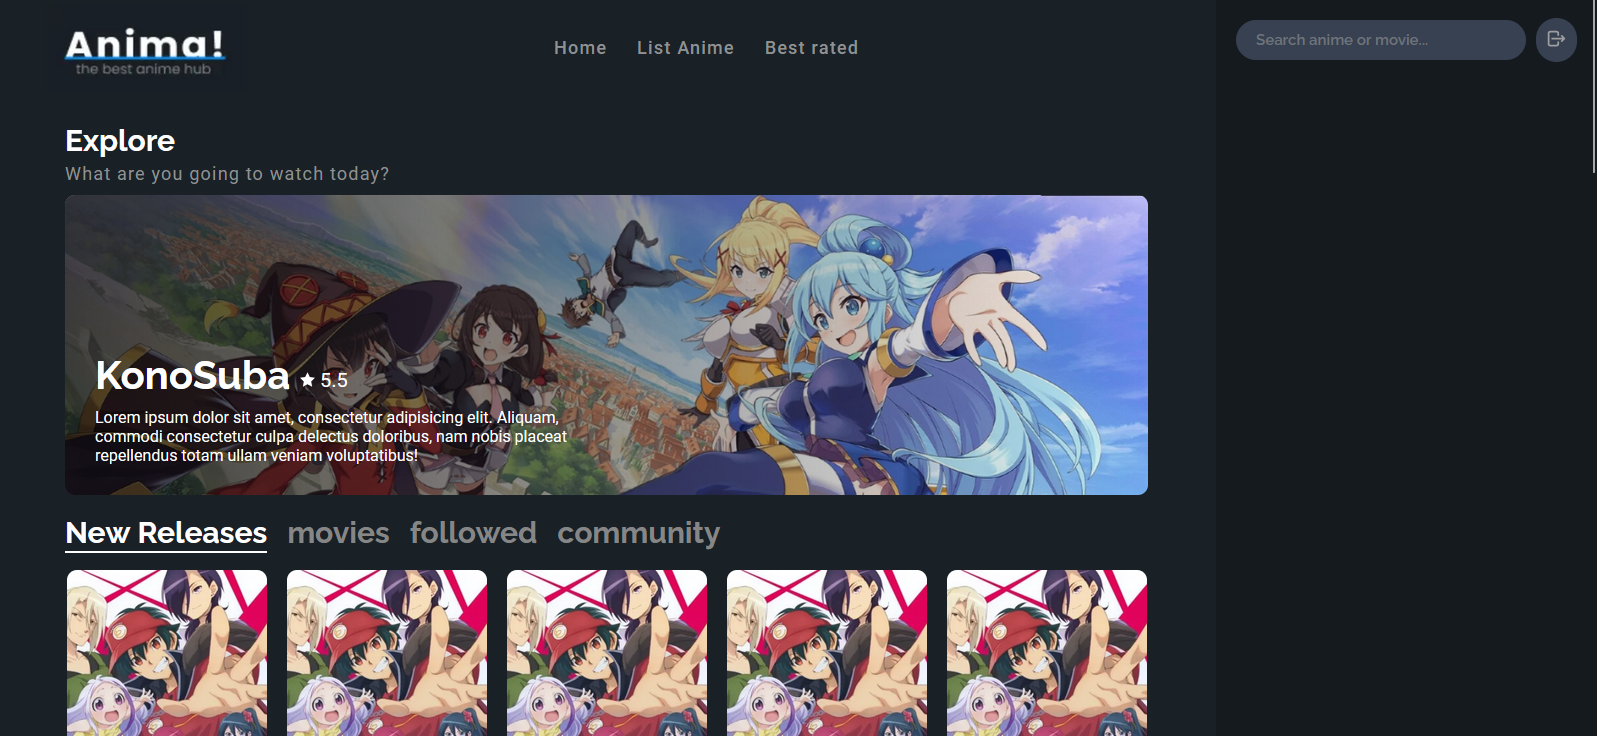 Anima!
the best anime hub
Home List Anime Best rated
Search anime or movie...
Explore
What are you going to watch today?
KonoSuba 5.5
Lorem ipsum dolor sit amet, consectetur adipisicing elit. Aliquam,
commodi consectetur culpa delectus doloribus, nam nobis placeat
repellendus totam ullam veniam voluptatibus!
New Releases movies followed community